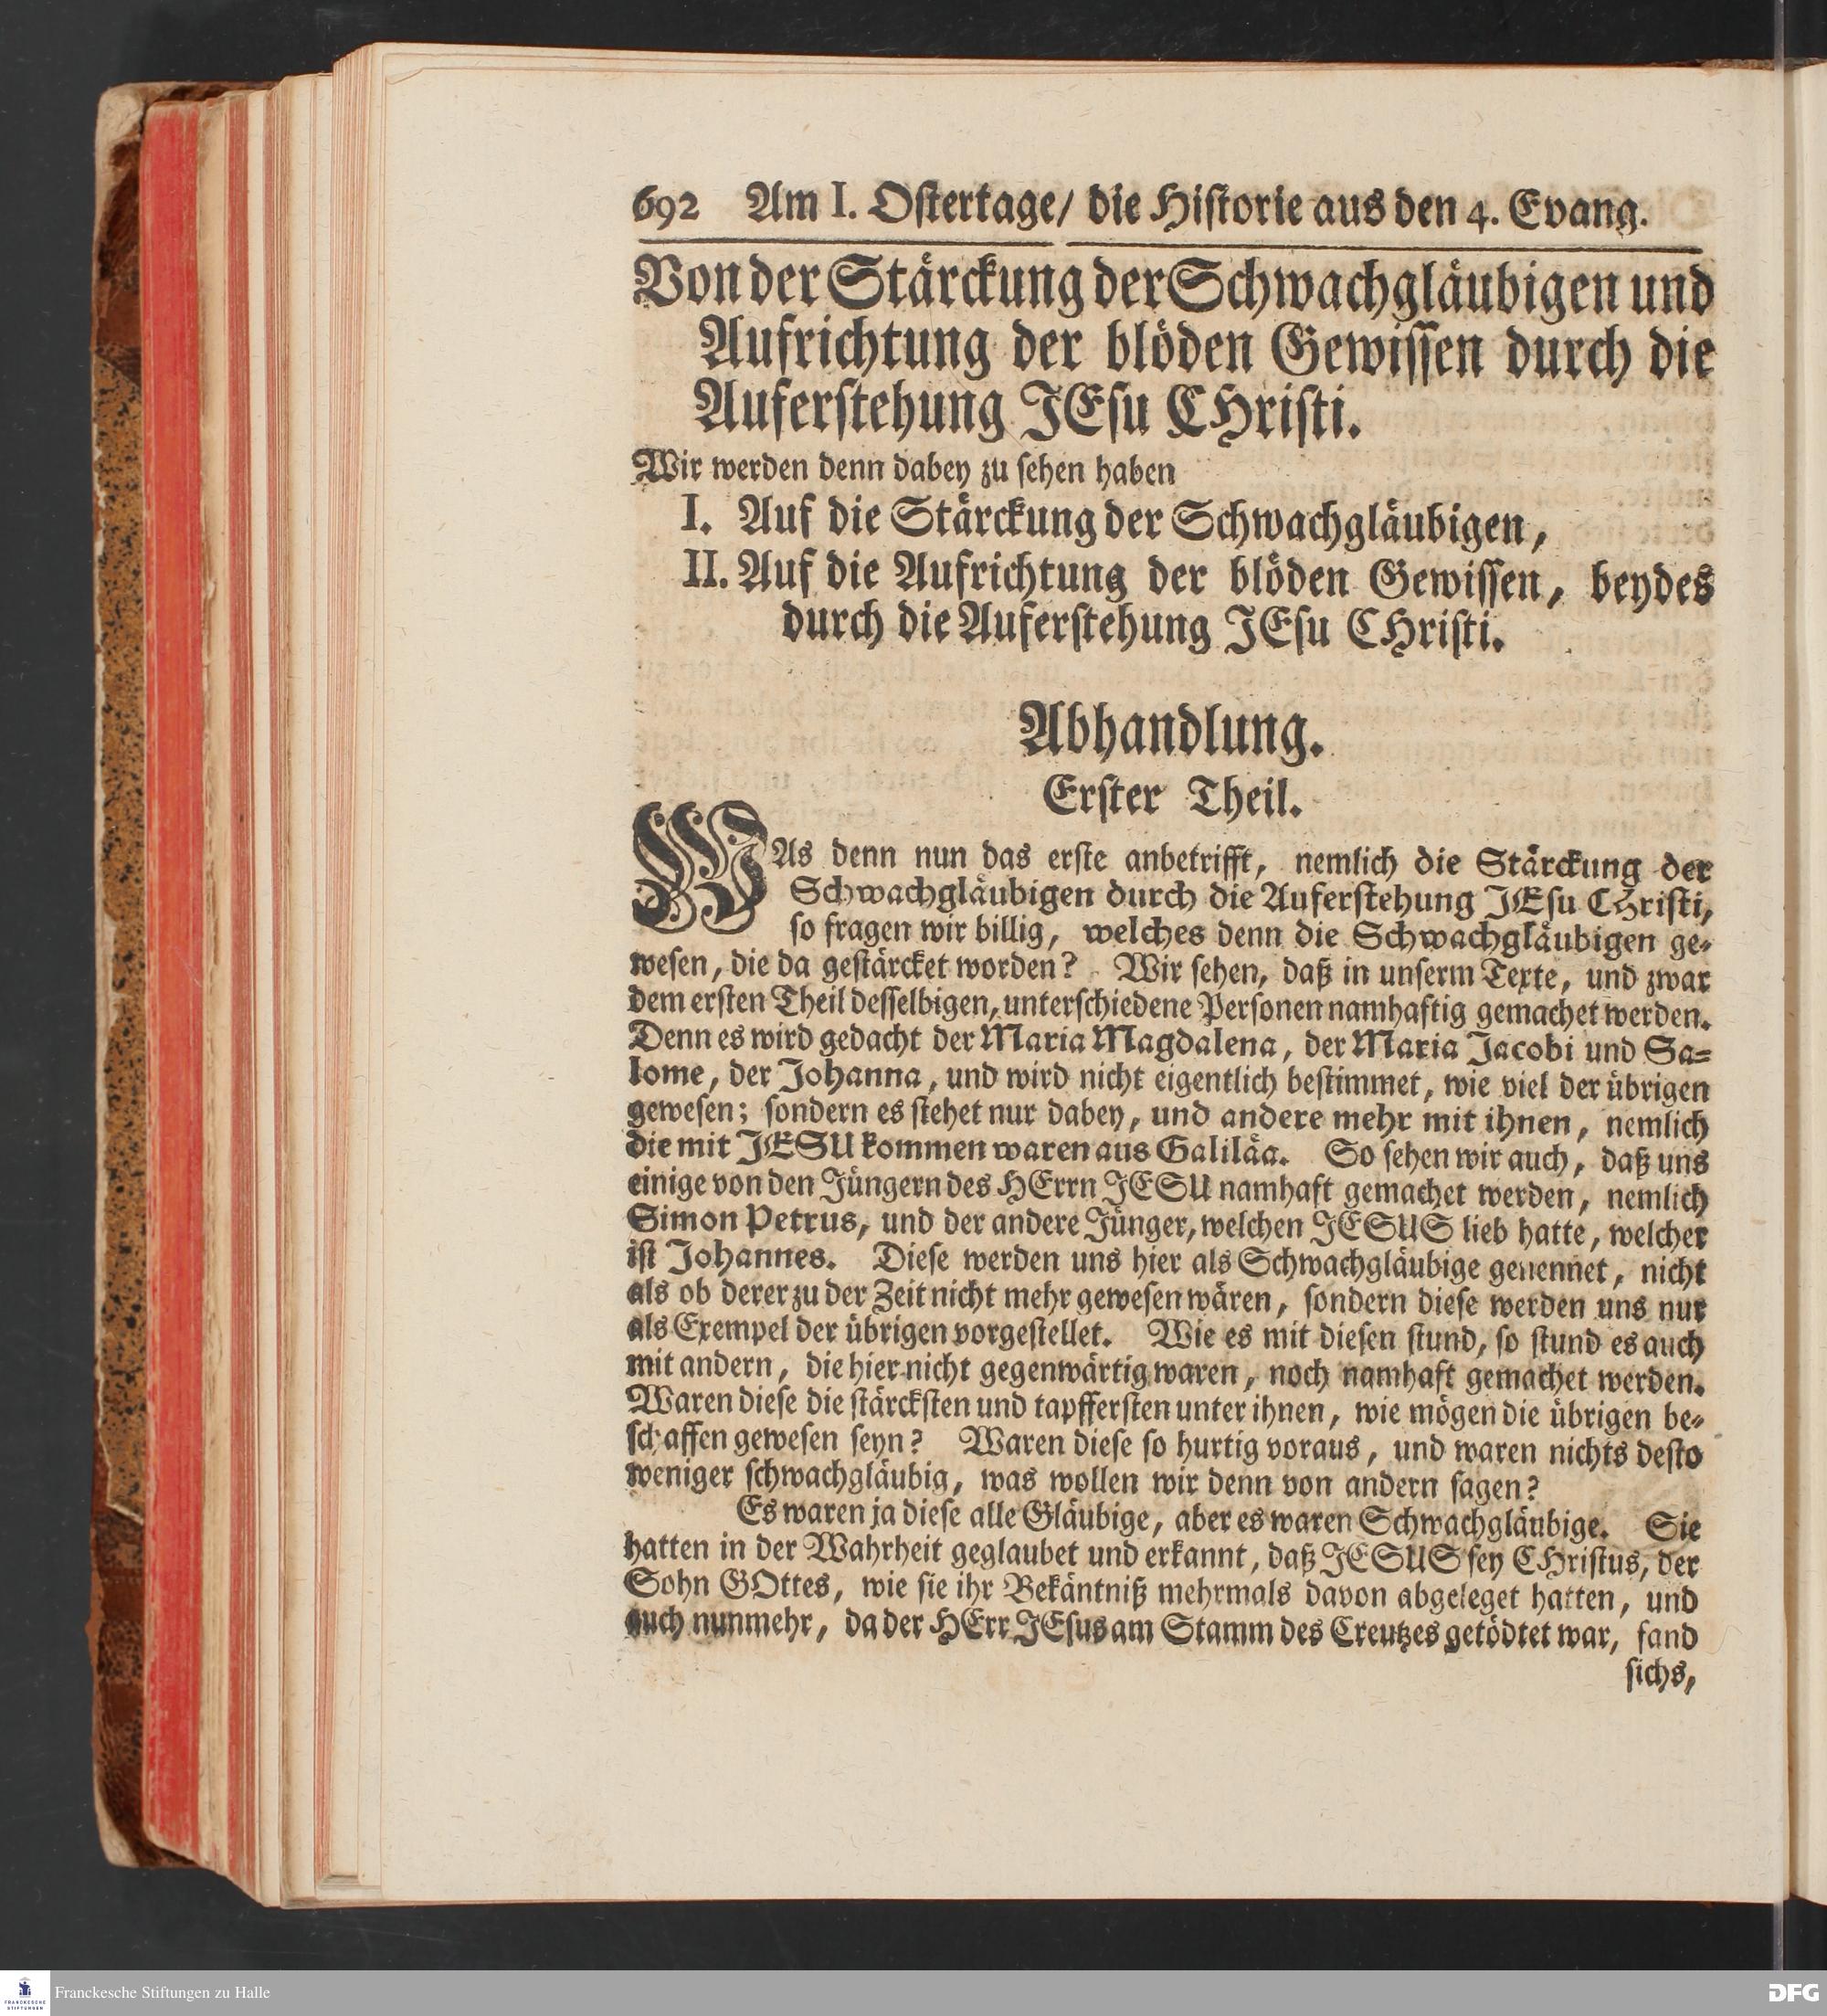 692 Am I. Oſtertage/ die Hiſtorie aus den 4. Evang.
Von der Stärckung der Schwachgläubigen und
Aufrichtung der blöden Gewiſſen durch die
Auferſtehung JEſu CHriſti.
Wir werden denn dabey zu ſehen haben
I. Auf die Stärckung der Schwachgläubigen,
II. Auf die Aufrichtung der blöden Gewiſſen, beydes
durch die Auferſtehung JEſu CHriſti.
Abhandlung.
Erſter Theil.
WAs denn nun das erſte anbetrifft, nemlich die Stärckung der
Schwachgläubigen durch die Auferſtehung JEſu Chriſti,
ſo fragen wir billig, welches denn die Schwachgläubigen ge-
weſen, die da geſtärcket worden? Wir ſehen, daß in unſerm Texte, und zwar
dem erſten Theil deſſelbigen, unterſchiedene Perſonen namhaftig gemachet werden.
Denn es wird gedacht der Maria Magdalena, der Maria Jacobi und Sa-
lome, der Johanna, und wird nicht eigentlich beſtimmet, wie viel der übrigen
geweſen; ſondern es ſtehet nur dabey, und andere mehr mit ihnen, nemlich
die mit JESU kommen waren aus Galiläa. So ſehen wir auch, daß uns
einige von den Jüngern des HErrn JESU namhaft gemachet werden, nemlich
Simon Petrus, und der andere Jünger, welchen JESUS lieb hatte, welcher
iſt Johannes. Dieſe werden uns hier als Schwachgläubige genennet, nicht
als ob derer zu der Zeit nicht mehr geweſen wären, ſondern dieſe werden uns nur
als Exempel der übrigen vorgeſtellet. Wie es mit dieſen ſtund, ſo ſtund es auch
mit andern, die hier nicht gegenwärtig waren, noch namhaft gemachet werden.
Waren dieſe die ſtärckſten und tapfferſten unter ihnen, wie mögen die übrigen be-
ſchaffen geweſen ſeyn? Waren dieſe ſo hurtig voraus, und waren nichts deſto
weniger ſchwachgläubig, was wollen wir denn von andern ſagen?
Es waren ja dieſe alle Gläubige, aber es waren Schwachgläubige. Sie
hatten in der Wahrheit geglaubet und erkannt, daß JESUS ſey CHriſtus, der
Sohn GOttes, wie ſie ihr Bekäntniß mehrmals davon abgeleget hatten, und
auch nunmehr, da der HErr JEſus am Stamm des Creutzes getödtet war, fand
ſichs,
FRANCKESCHE
STIFTUNGEN
Franckesche Stiftungen zu Halle
DFG